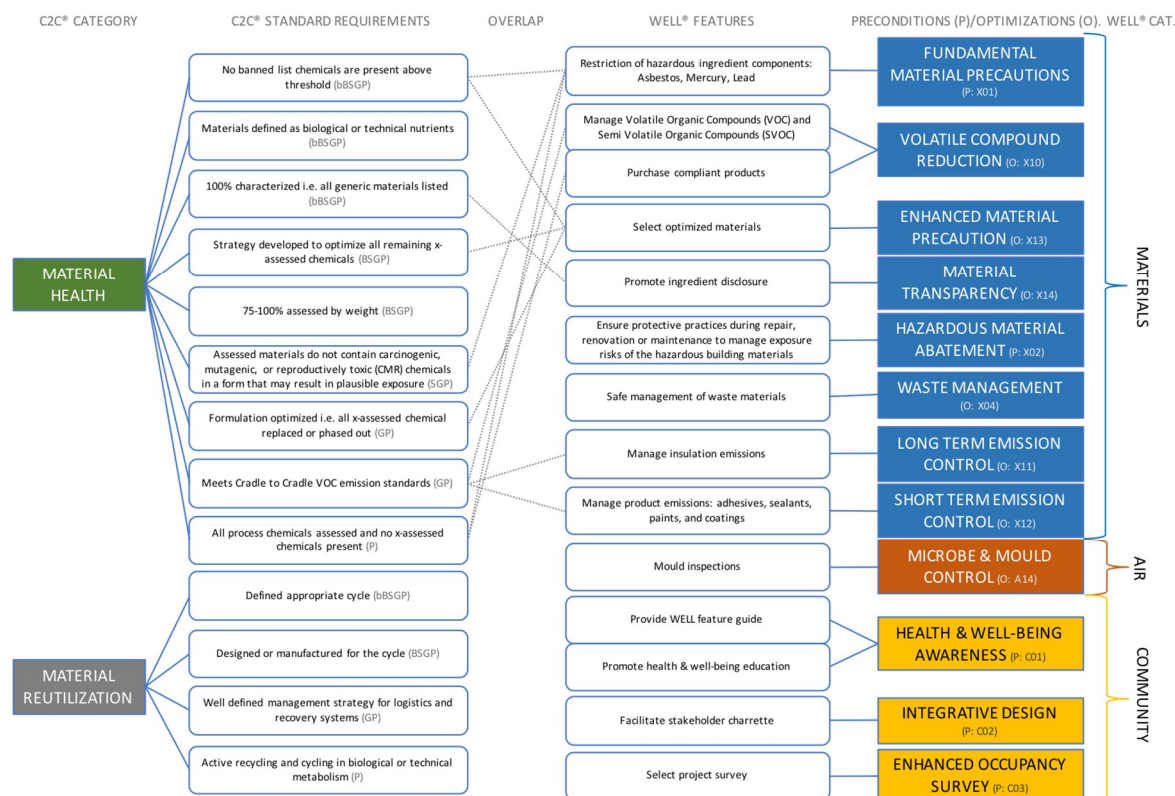 C2C® CATEGORY
C2C® STANDARD REQUIREMENTS
OVERLAP
WELL® FEATURES
PRECONDITIONS (P)/OPTIMIZATIONS (O).
WELL® CAT.
MATERIAL
HEALTH
MATERIAL
REUTILIZATION
No banned list chemicals are present above
threshold (bBSGP)
Materials defined as biological or technical nutrients
(bBSGP)
100% characterized i.e. all generic materials listed
(bBSGP)
Strategy developed to optimize all remaining x-
assessed chemicals (BSGP)
75-100% assessed by weight (BSGP)
Assessed materials do not contain carcinogenic,
mutagenic, or reproductively toxic (CMR) chemicals
in a form that may result in plausible exposure (SGP)
Formulation optimized i.e. all x-assessed chemical
replaced or phased out (GP)
Meets Cradle to Cradle VOC emission standards (GP)
All process chemicals assessed and no x-assessed
chemicals present (P)
Defined appropriate cycle (bBSGP)
Designed or manufactured for the cycle (BSGP)
Well defined management strategy for logistics and
recovery systems (GP)
Active recycling and cycling in biological or technical
metabolism (P)
Restriction of hazardous ingredient components:
Asbestos, Mercury, Lead
Manage Volatile Organic Compounds (VOC) and
Semi Volatile Organic Compounds (SVOC)
Purchase compliant products
Select optimized materials
Promote ingredient disclosure
Ensure protective practices during repair,
renovation or maintenance to manage exposure
risks of the hazardous building materials
Safe management of waste materials
Manage insulation emissions
Manage product emissions: adhesives, sealants,
paints, and coatings
Mould inspections
Provide WELL feature guide
Promote health & well-being education
Facilitate stakeholder charrette
Select project survey
FUNDAMENTAL
MATERIAL PRECAUTIONS
(P: X01)
VOLATILE COMPOUND
REDUCTION (O: X10)
ENHANCED MATERIAL
PRECAUTION (O: X13)
MATERIAL
TRANSPARENCY (O: X14)
HAZARDOUS MATERIAL
ABATEMENT (P: X02)
WASTE MANAGEMENT
(O: X04)
LONG TERM EMISSION
CONTROL (O: X11)
SHORT TERM EMISSION
CONTROL (O: X12)
MICROBE & MOULD
CONTROL (O: A14)
HEALTH & WELL-BEING
AWARENESS (P: C01)
INTEGRATIVE DESIGN
(P: C02)
ENHANCED OCCUPANCY
SURVEY (P: C03)
MATERIALS
AIR
COMMUNITY